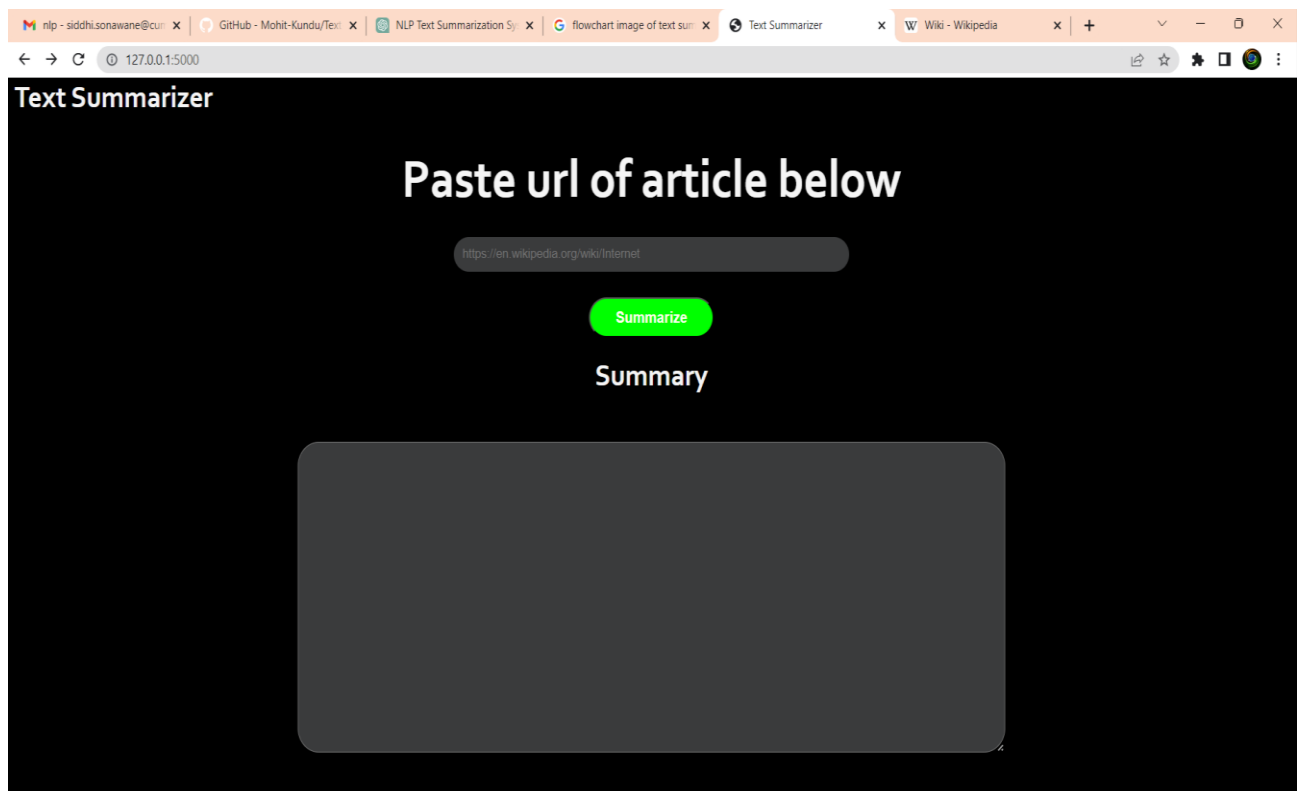 nlp - siddhi.sonawane@cum
GitHub - Mohit-Kundu/Text
NLP Text Summarization Sy
flowchart image of text sum
Text Summarizer
Wiki - Wikipedia
127.0.0.1:5000
Text Summarizer
Paste url of article below
https://en.wikipedia.org/wiki/Internet
Summarize
Summary